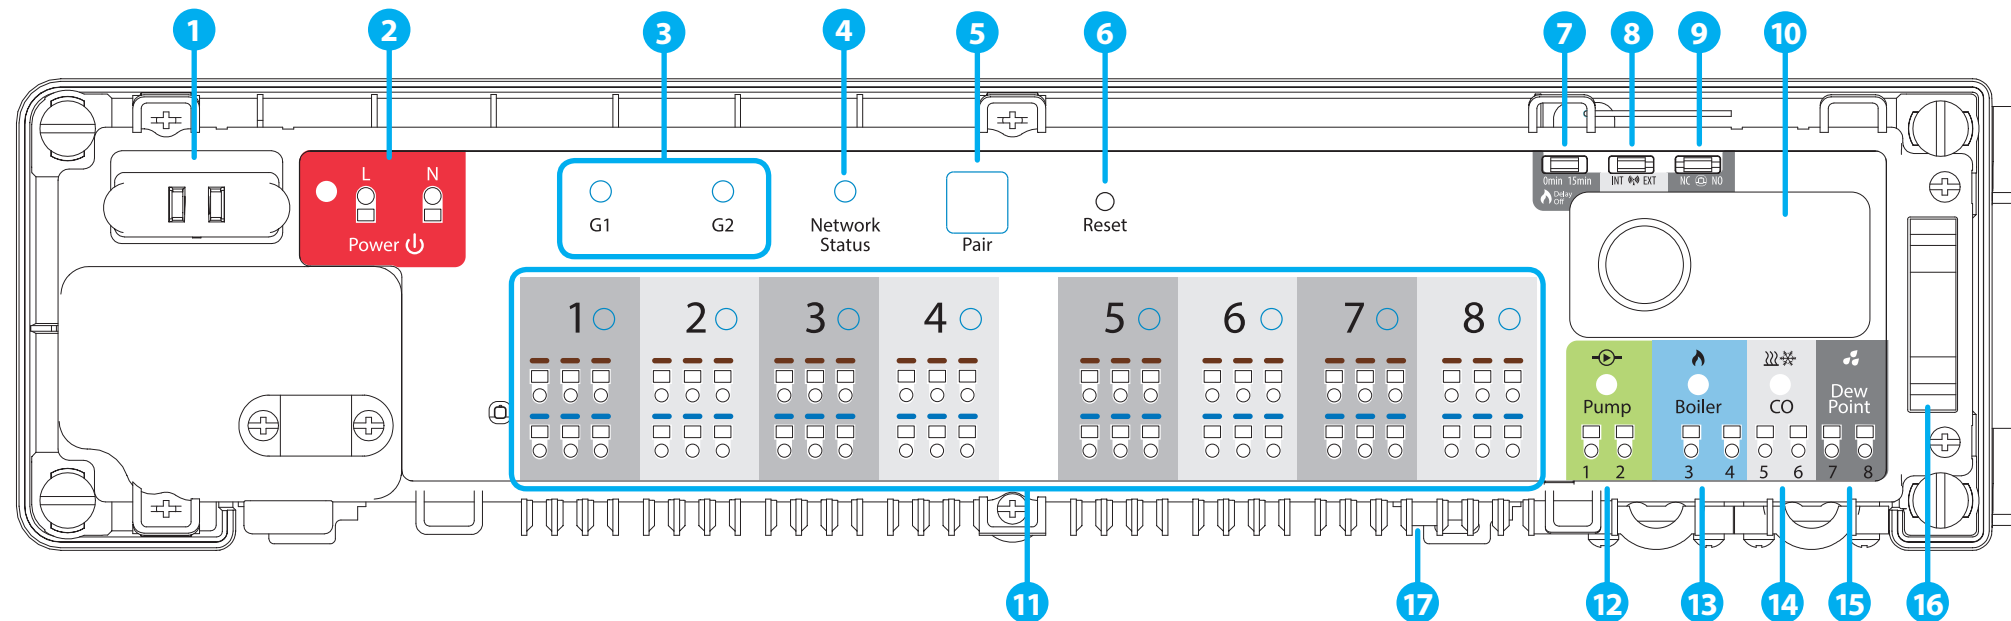 1 2 3 4 5 6 7 8 9 10
L N
Power
G1 G2
Network
Status
Pair
Reset
0min 15min
Delay
Off
INT EXT
NC NO
1 2 3 4 5 6 7 8
Pump
Boiler
CO
Dew
Point
1 2 3 4 5 6 7 8
11 17 12 13 14 15 16